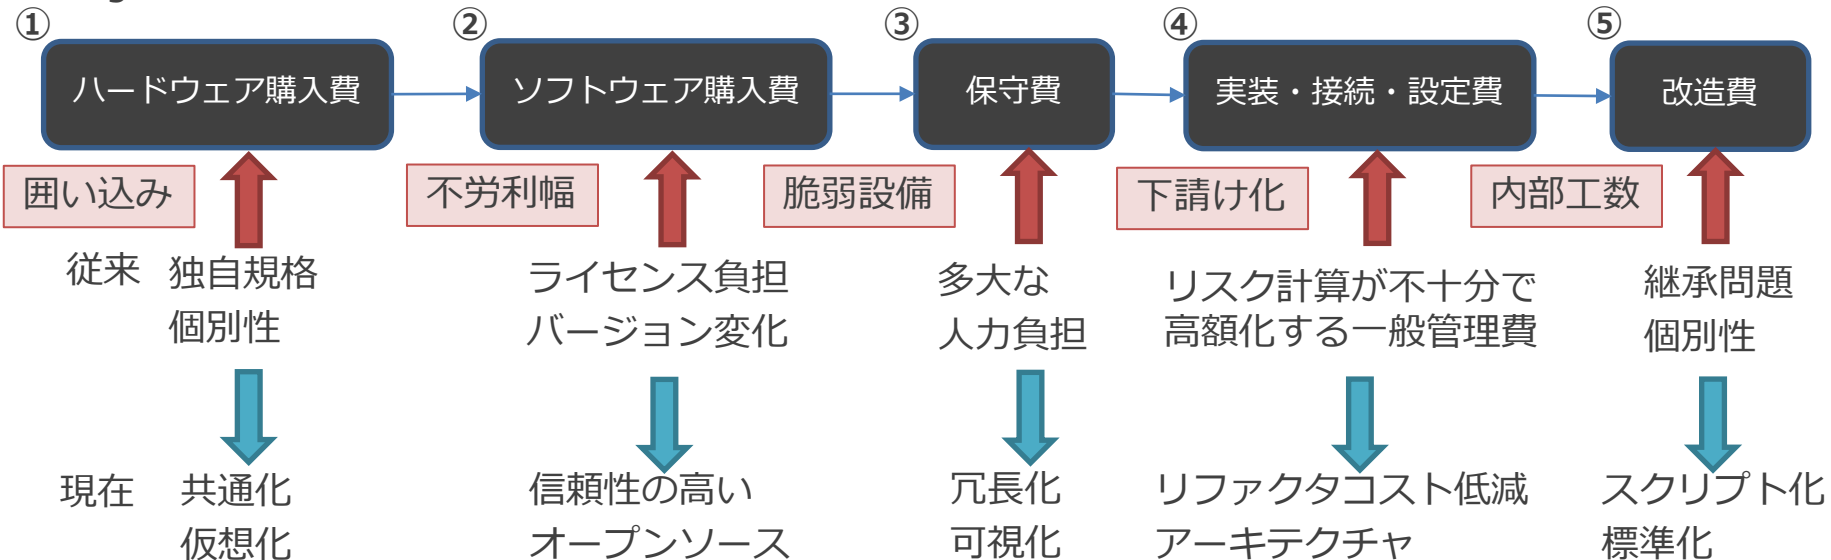 ①
②
③
④
⑤
ハードウェア購入費
ソフトウェア購入費
保守費
実装・接続・設定費
改造費
囲い込み
不労利幅
脆弱設備
下請け化
内部工数
従来
独自規格
個別性
ライセンス負担
バージョン変化
多大な
人力負担
リスク計算が不十分で
高額化する一般管理費
継承問題
個別性
現在
共通化
仮想化
信頼性の高い
オープンソース
冗長化
可視化
リファクタコスト低減
アーキテクチャ
スクリプト化
標準化